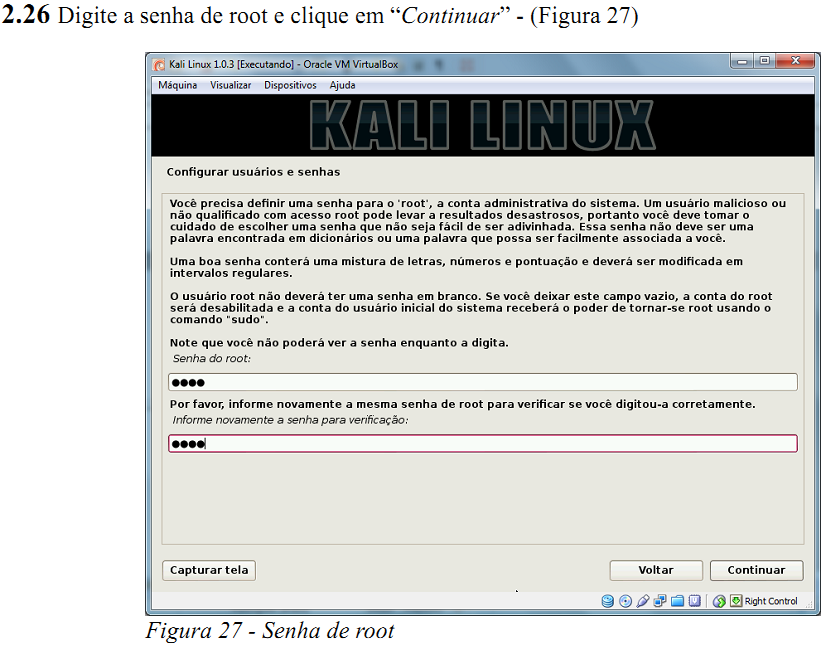 2.26 Digite a senha de root e clique em “Continuar” - (Figura 27)
Kali Linux 1.0.3 [Executando] - Oracle VM VirtualBox
Máquina Visualizar Dispositivos Ajuda
KALI LINUX
Configurar usuários e senhas
Você precisa definir uma senha para o 'root', a conta administrativa do sistema. Um usuário malicioso ou
não qualificado com acesso root pode levar a resultados desastrosos, portanto você deve tomar o
cuidado de escolher uma senha que não seja fácil de ser adivinhada. Essa senha não deve ser uma
palavra encontrada em dicionários ou uma palavra que possa ser facilmente associada a você.
Uma boa senha conterá uma mistura de letras, números e pontuação e deverá ser modificada em
intervalos regulares.
O usuário root não deverá ter uma senha em branco. Se você deixar este campo vazio, a conta do root
será desabilitada e a conta do usuário inicial do sistema receberá o poder de tornar-se root usando o
comando "sudo".
Note que você não poderá ver a senha enquanto a digita.
Senha do root:
●●●●
Por favor, informe novamente a mesma senha de root para verificar se você digitou-a corretamente.
Informe novamente a senha para verificação:
●●●●
Capturar tela Voltar Continuar
Right Control
Figura 27 - Senha de root